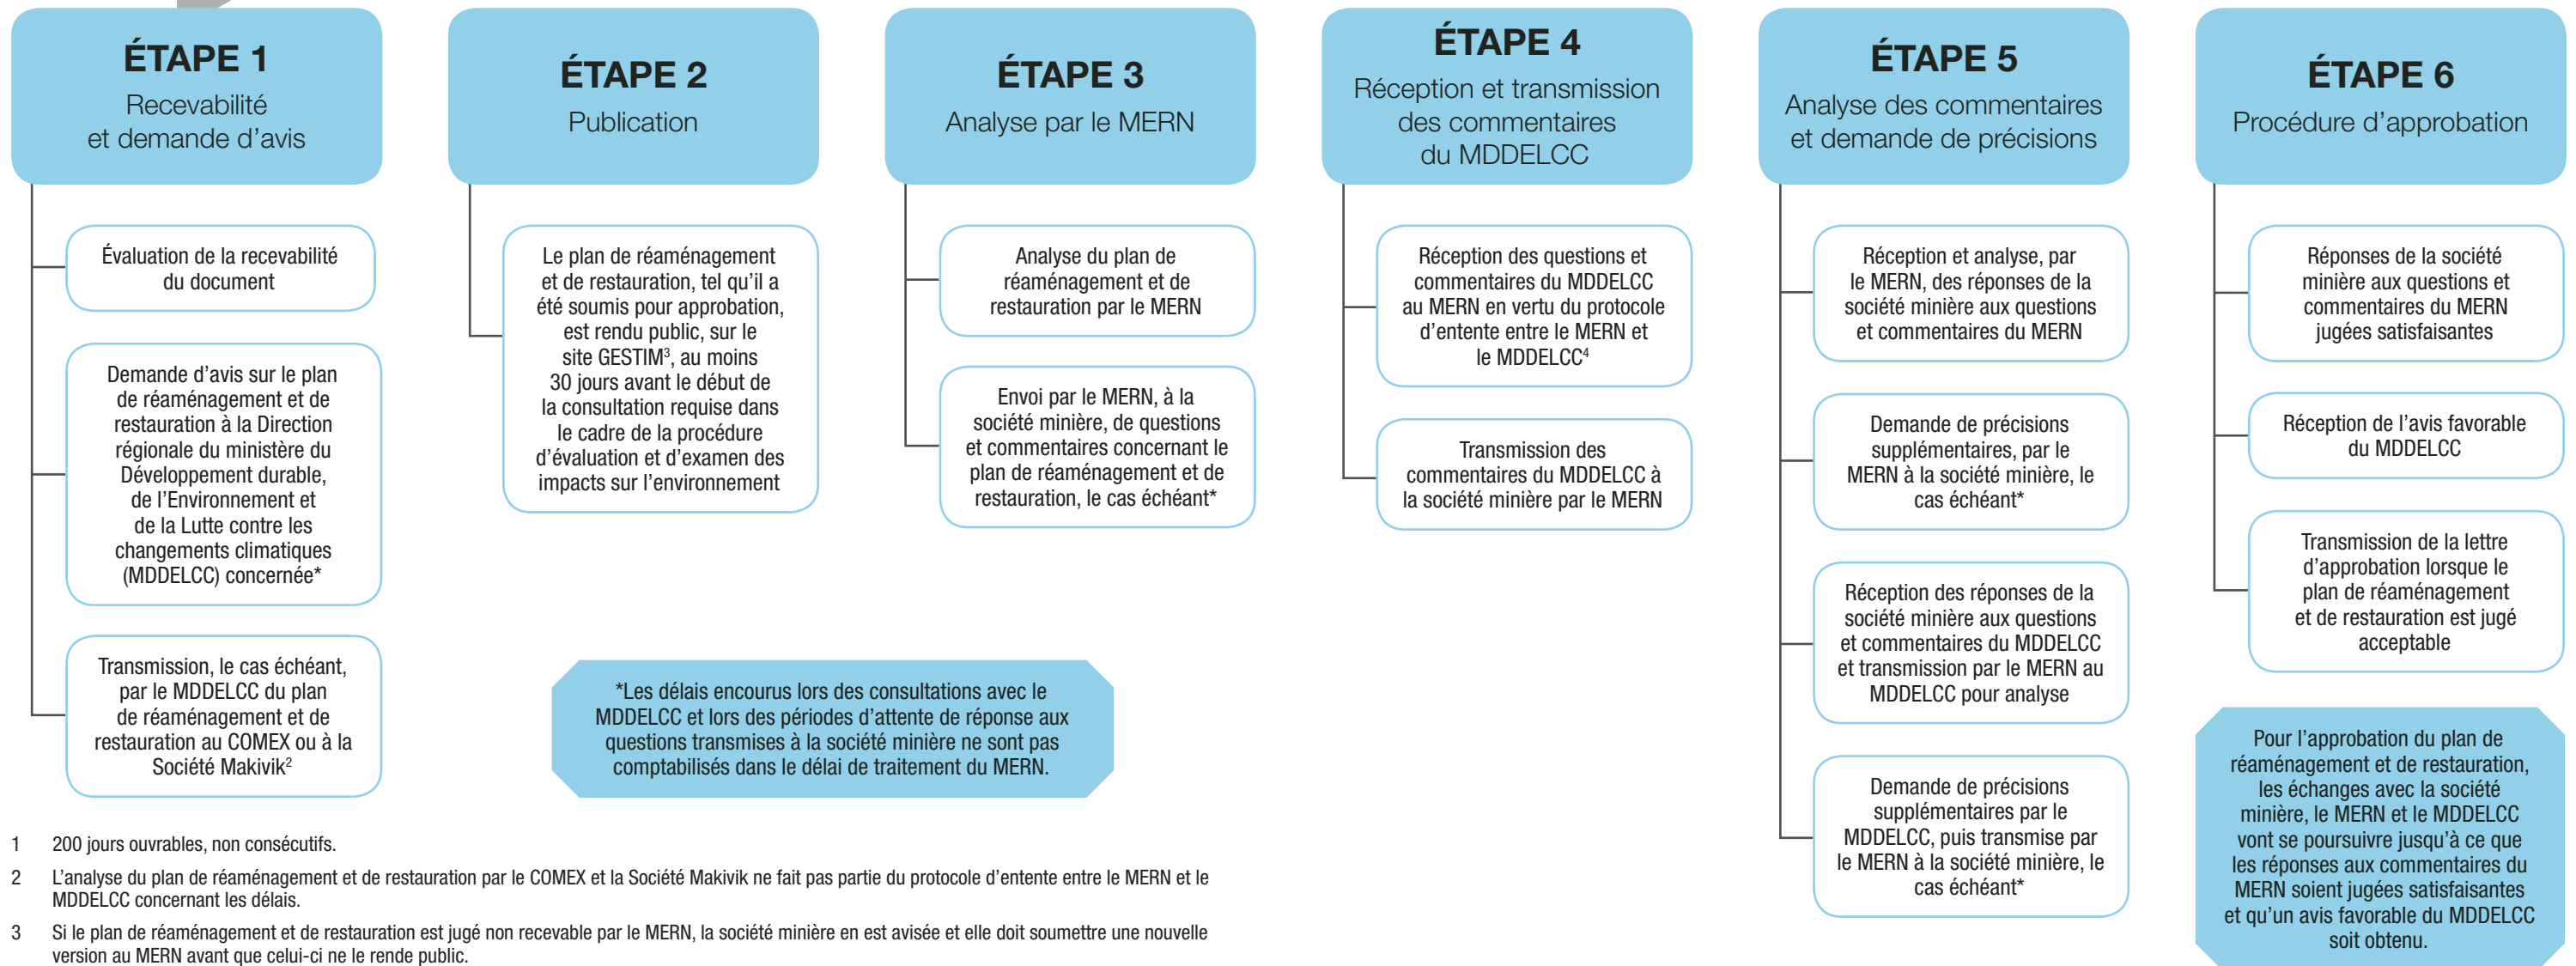 ÉTAPE 1
Recevabilité
et demande d'avis
Évaluation de la recevabilité
du document
Demande d'avis sur le plan
de réaménagement et de
restauration à la Direction
régionale du ministère du
Développement durable,
de l'Environnement et
de la Lutte contre les
changements climatiques
(MDDELCC) concernée*
Transmission, le cas échéant,
par le MDDELCC du plan
de réaménagement et de
restauration au COMEX ou à la
Société Makivik2
ÉTAPE 2
Publication
Le plan de réaménagement
et de restauration, tel qu'il a
été soumis pour approbation,
est rendu public, sur le
site GESTIM3, au moins
30 jours avant le début de
la consultation requise dans
le cadre de la procédure
d'évaluation et d'examen des
impacts sur l'environnement
ÉTAPE 3
Analyse par le MERN
Analyse du plan de
réaménagement et de
restauration par le MERN
Envoi par le MERN, à la
société minière, de questions
et commentaires concernant le
plan de réaménagement et de
restauration, le cas échéant*
ÉTAPE 4
Réception et transmission
des commentaires
du MDDELCC
Réception des questions et
commentaires du MDDELCC
au MERN en vertu du protocole
d'entente entre le MERN et
le MDDELCC4
Transmission des
commentaires du MDDELCC à
la société minière par le MERN
ÉTAPE 5
Analyse des commentaires
et demande de précisions
Réception et analyse, par
le MERN, des réponses de la
société minière aux questions
et commentaires du MERN
Demande de précisions
supplémentaires, par le
MERN à la société minière, le
cas échéant*
Réception des réponses de la
société minière aux questions
et commentaires du MDDELCC
et transmission par le MERN au
MDDELCC pour analyse
Demande de précisions
supplémentaires par le
MDDELCC, puis transmise par
le MERN à la société minière, le
cas échéant*
ÉTAPE 6
Procédure d'approbation
Réponses de la société
minière aux questions et
commentaires du MERN
jugées satisfaisantes
Réception de l'avis favorable
du MDDELCC
Transmission de la lettre
d'approbation lorsque le
plan de réaménagement
et de restauration est jugé
acceptable
Pour l'approbation du plan de
réaménagement et de restauration,
les échanges avec la société
minière, le MERN et le MDDELCC
vont se poursuivre jusqu'à ce que
les réponses aux commentaires du
MERN soient jugées satisfaisantes
et qu'un avis favorable du MDDELCC
soit obtenu.
*Les délais encourus lors des consultations avec le
MDDELCC et lors des périodes d'attente de réponse aux
questions transmises à la société minière ne sont pas
comptabilisés dans le délai de traitement du MERN.
1 200 jours ouvrables, non consécutifs.
2 L'analyse du plan de réaménagement et de restauration par le COMEX et la Société Makivik ne fait pas partie du protocole d'entente entre le MERN et le
MDDELCC concernant les délais.
3 Si le plan de réaménagement et de restauration est jugé non recevable par le MERN, la société minière en est avisée et elle doit soumettre une nouvelle
version au MERN avant que celui-ci ne le rende public.